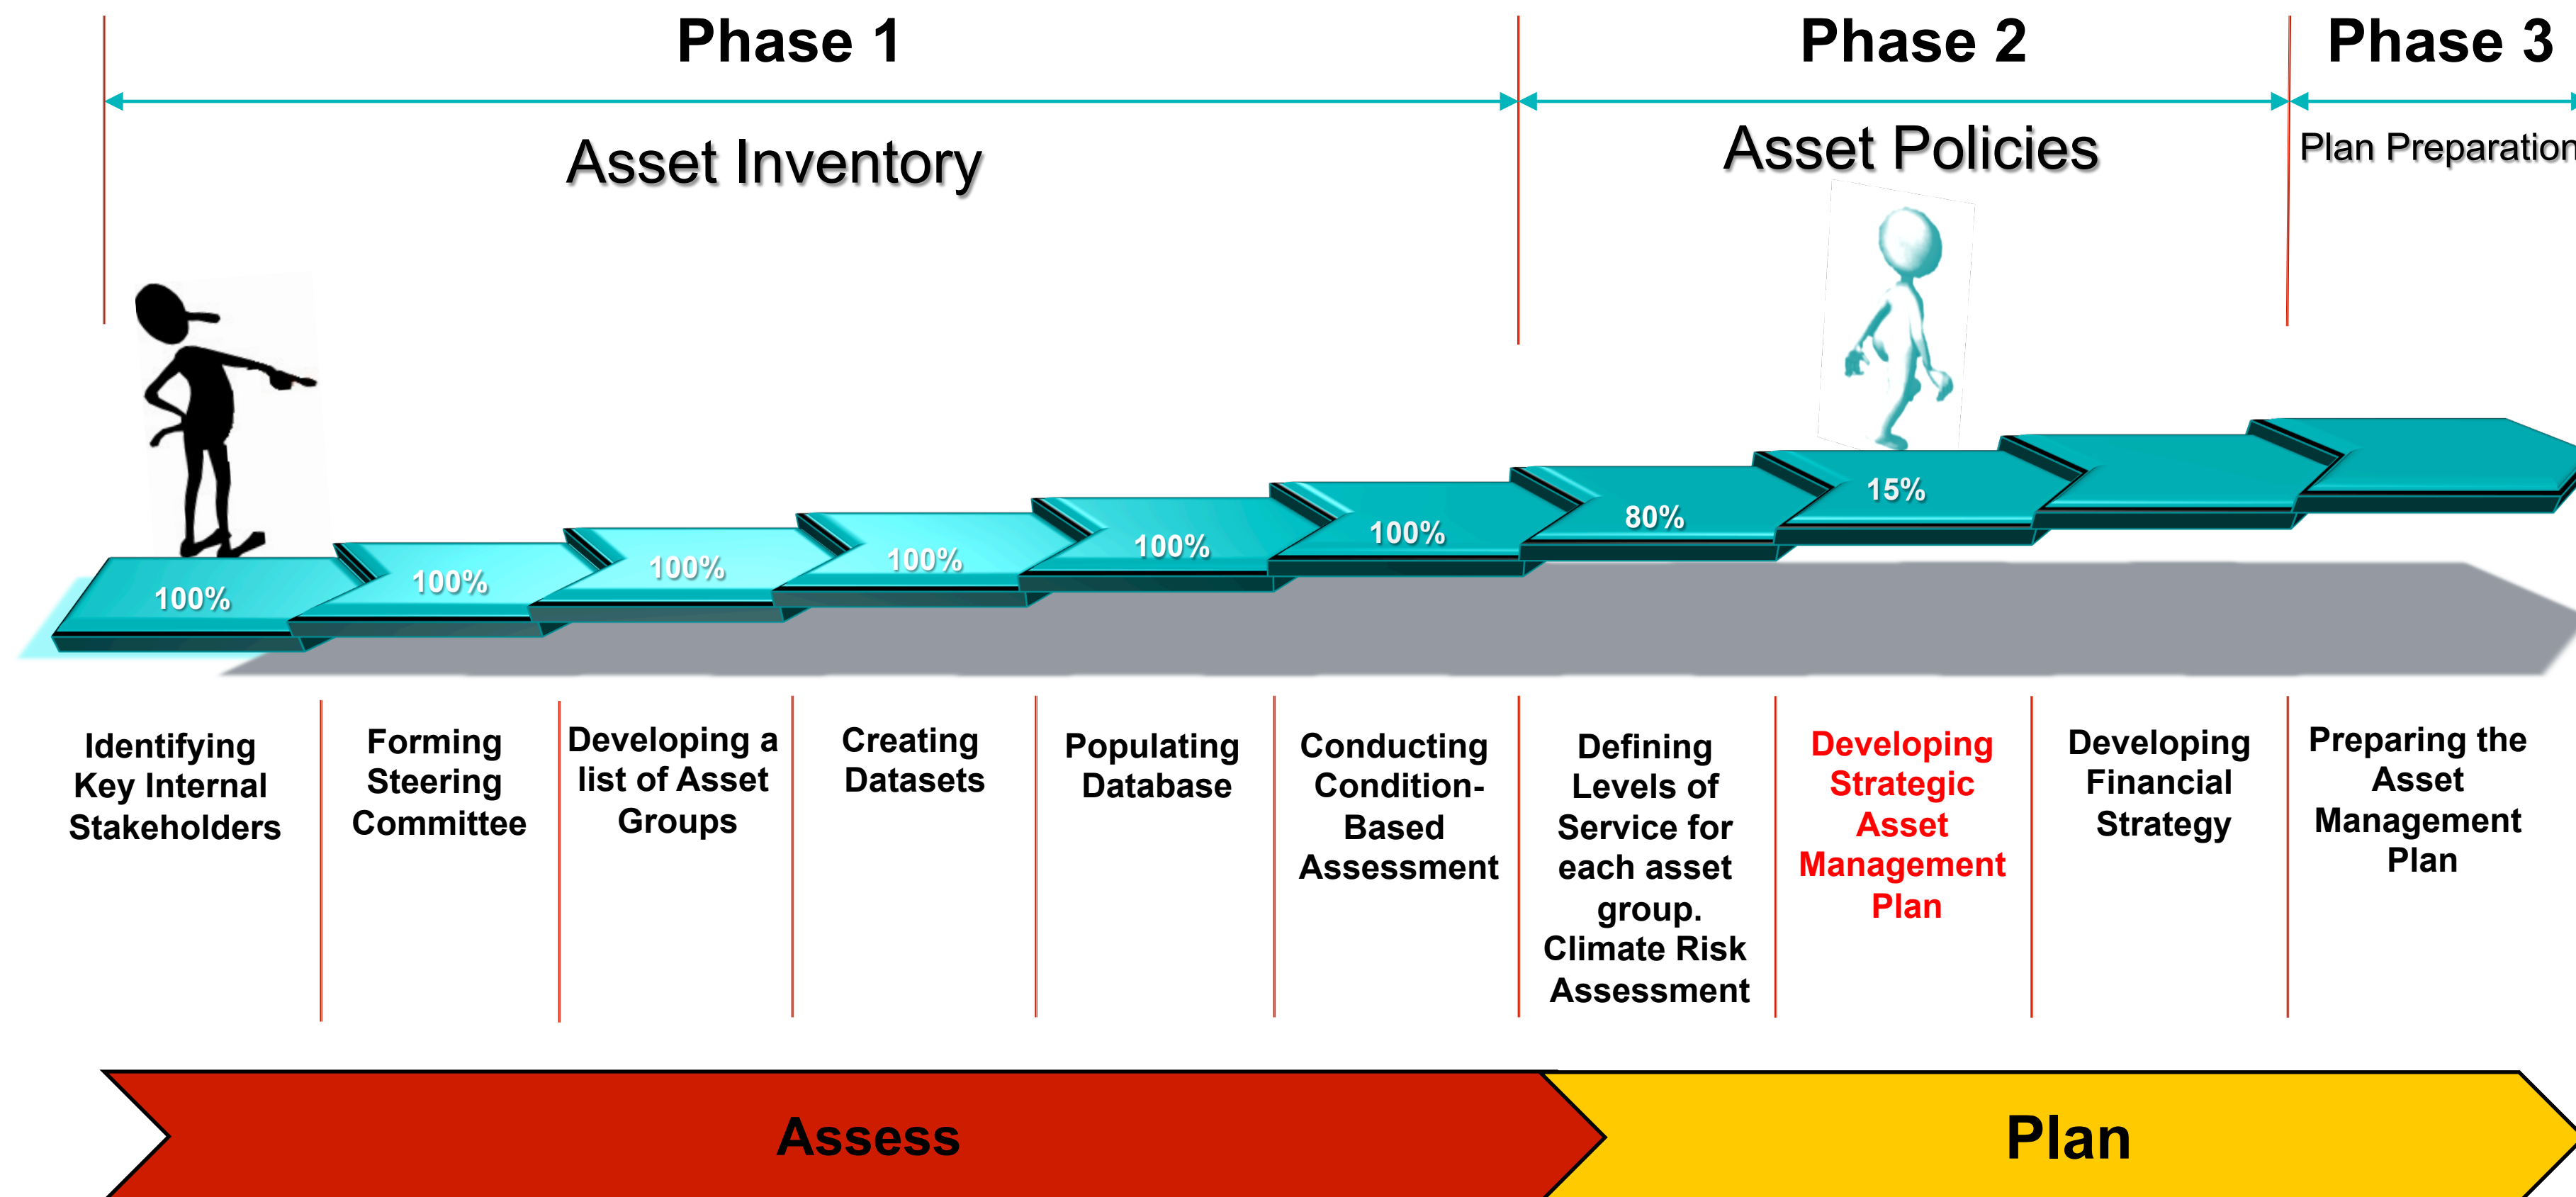 Phase 1
Phase 2
Phase 3
Asset Inventory
Asset Policies
Plan Preparation
100%
100%
100%
100%
100%
100%
80%
15%
Identifying
Key Internal
Stakeholders
Forming
Steering
Committee
Developing a
list of Asset
Groups
Creating
Datasets
Populating
Database
Conducting
Condition-
Based
Assessment
Defining
Levels of
Service for
each asset
group.
Climate Risk
Assessment
Developing
Strategic
Asset
Management
Plan
Developing
Financial
Strategy
Preparing the
Asset
Management
Plan
Assess
Plan